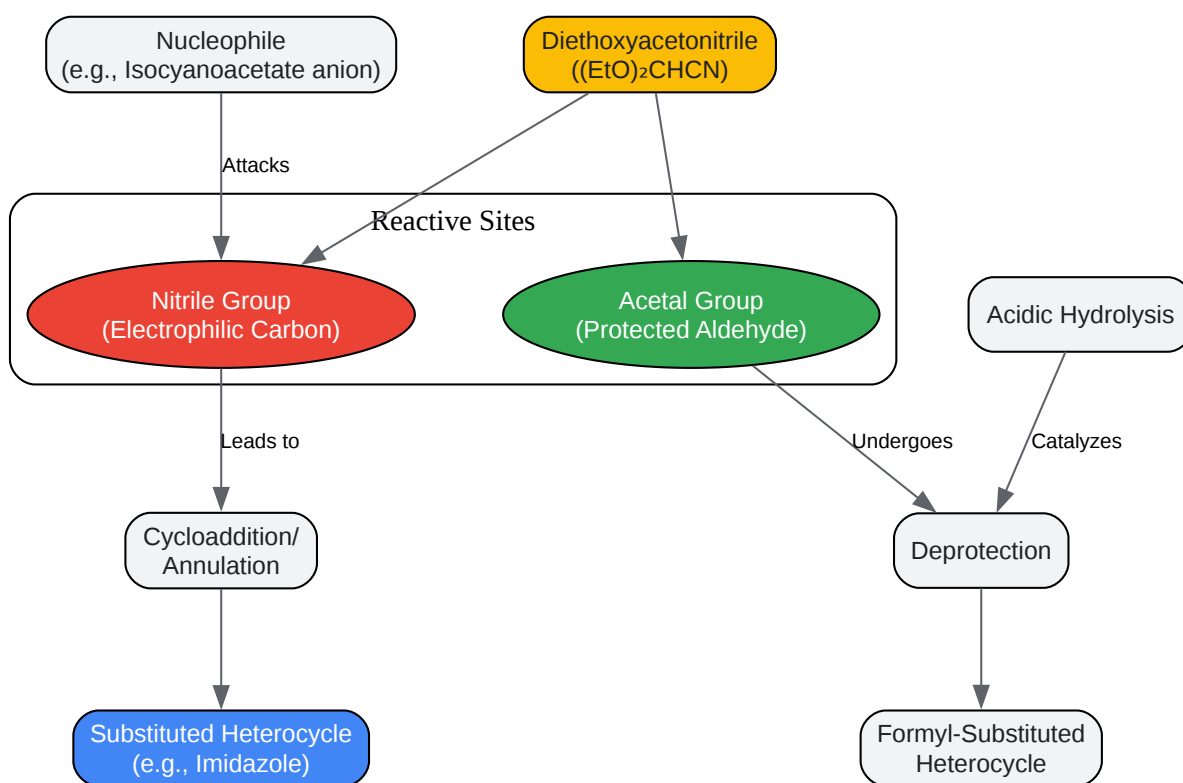 Nucleophile
(e.g., Isocyanoacetate anion)
Diethoxyacetonitrile
((EtO)₂CHCN)
Attacks
Reactive Sites
Nitrile Group
(Electrophilic Carbon)
Acetal Group
(Protected Aldehyde)
Acidic Hydrolysis
Leads to
Undergoes
Catalyzes
Cycloaddition/
Annulation
Deprotection
Substituted Heterocycle
(e.g., Imidazole)
Formyl-Substituted
Heterocycle